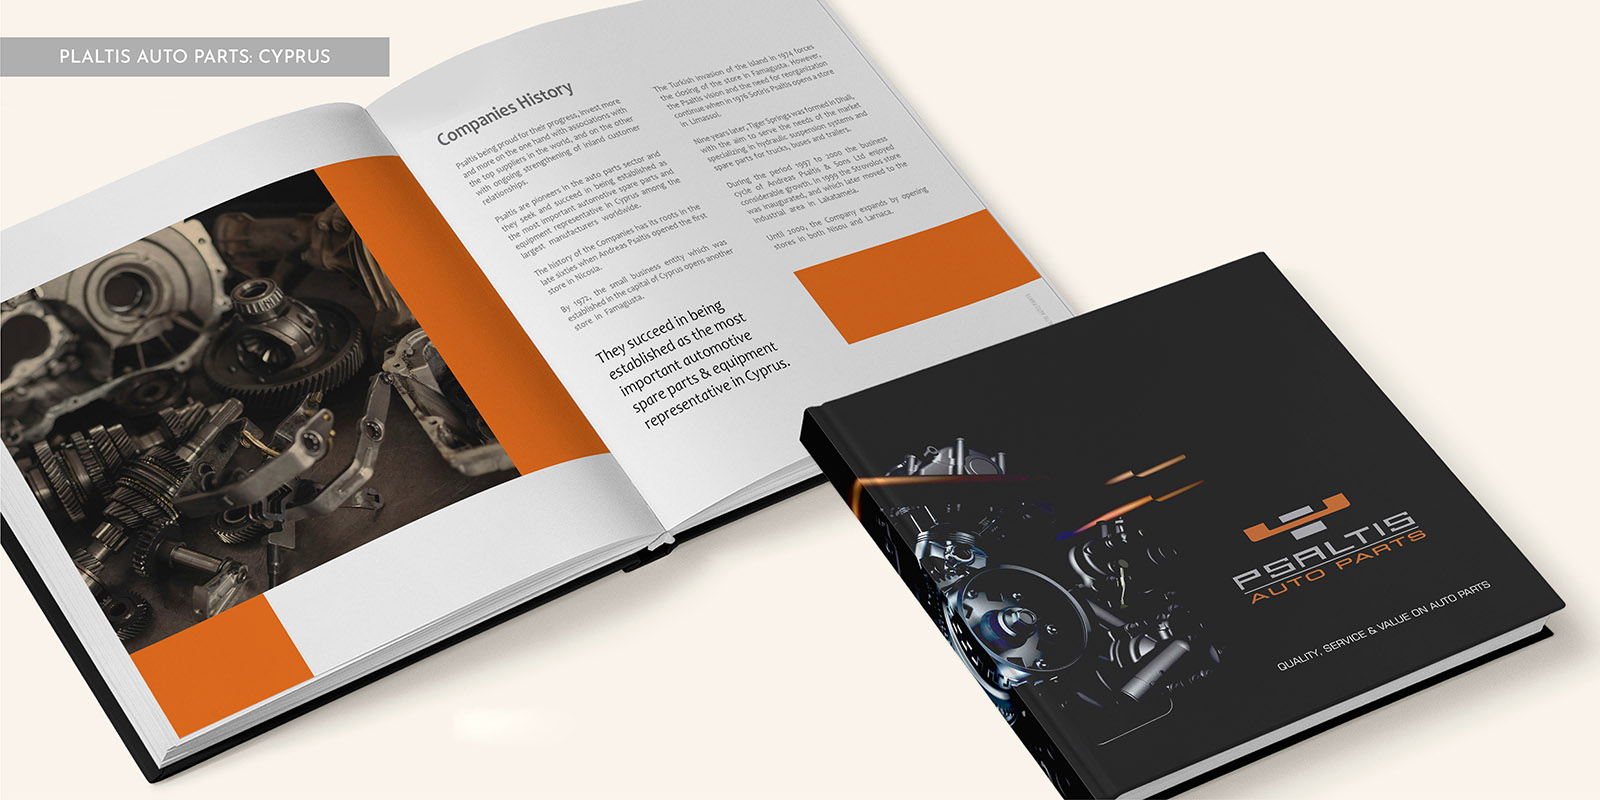 PLALTIS AUTO PARTS: CYPRUS
Companies History
Psaltis being proud for their progress, invest more
and more on the one hand with associations with
the top suppliers in the world, and on the other
with ongoing strengthening of inland customer
relationships.
Psaltis are pioneers in the auto parts sector and
they seek and succeed in being established as
the most important automotive spare parts and
equipment representative in Cyprus among the
largest manufacturers worldwide.
The history of the Companies has its roots in the
late sixties when Andreas Psaltis opened the first
store in Nicosia.
By 1972, the small business entity which was
established in the capital of Cyprus opens another
store in Famagusta.
They succeed in being
established as the most
important automotive
spare parts & equipment
representative in Cyprus.
The Turkish invasion of the island in 1974 forces
the closing of the store in Famagusta. However,
the Psaltis vision and the need for reorganization
continue when in 1976 Sotiris Psaltis opens a store
in Limassol.
Nine years later, Tiger Springs was formed in Dhali,
with the aim to serve the needs of the market
specializing in hydraulic suspension systems and
spare parts for trucks, buses and trailers.
During the period 1997 to 2000 the business
cycle of Andreas Psaltis & Sons Ltd enjoyed
considerable growth. In 1999 the Strovolos store
was inaugurated, and which later moved to the
industrial area in Lakatameia.
Until 2000, the Company expands by opening
stores in both Nisou and Larnaca.
PSALTIS
AUTO PARTS
QUALITY, SERVICE & VALUE ON AUTO PARTS